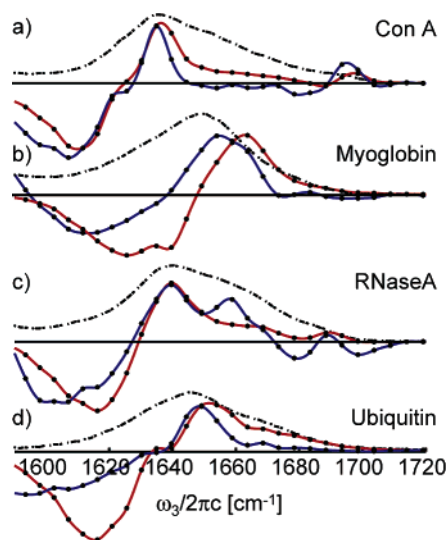 a) Con A
b) Myoglobin
c) RNaseA
d) Ubiquitin
1600 1620 1640 1660 1680 1700 1720
ω3/2πc [cm-1]